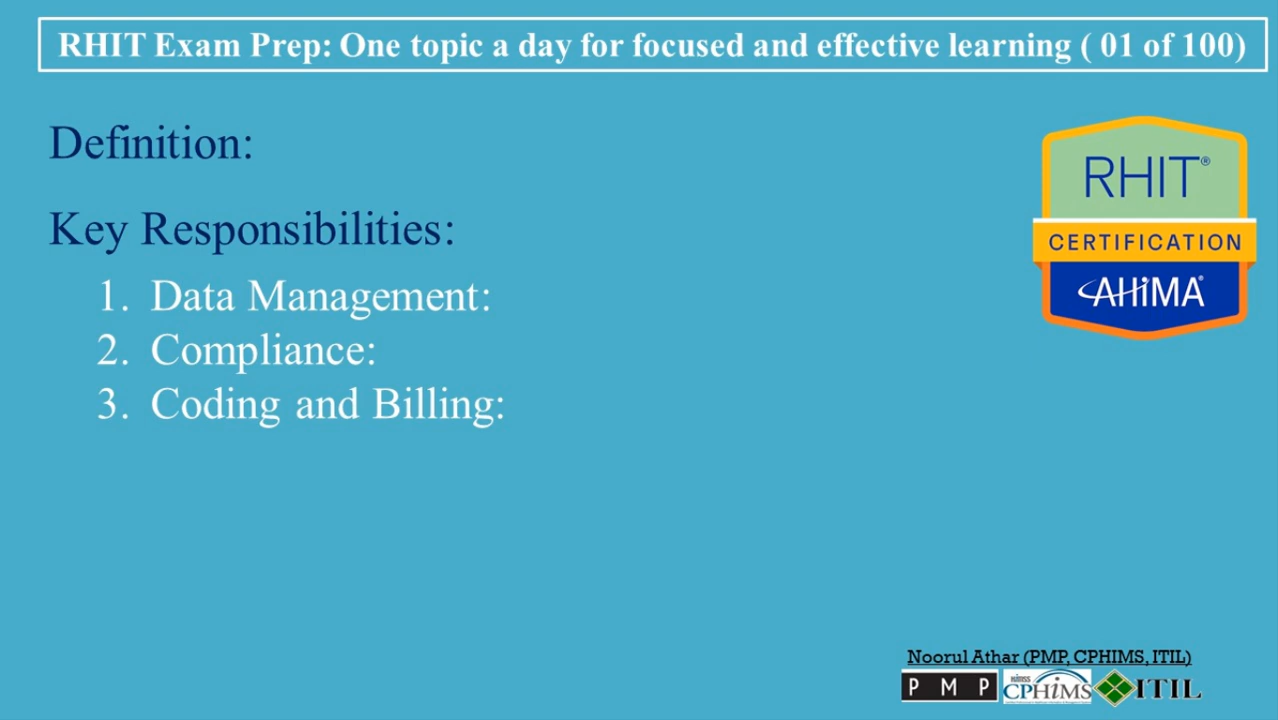 RHIT Exam Prep: One topic a day for focused and effective learning ( 01 of 100)
Definition:
Key Responsibilities:
1. Data Management:
2. Compliance:
3. Coding and Billing:
RHIT®
CERTIFICATION
AHiMA
Noorul Athar (PMP, CPHIMS, ITIL)
P M P
himss
CPHiMS
ITIL